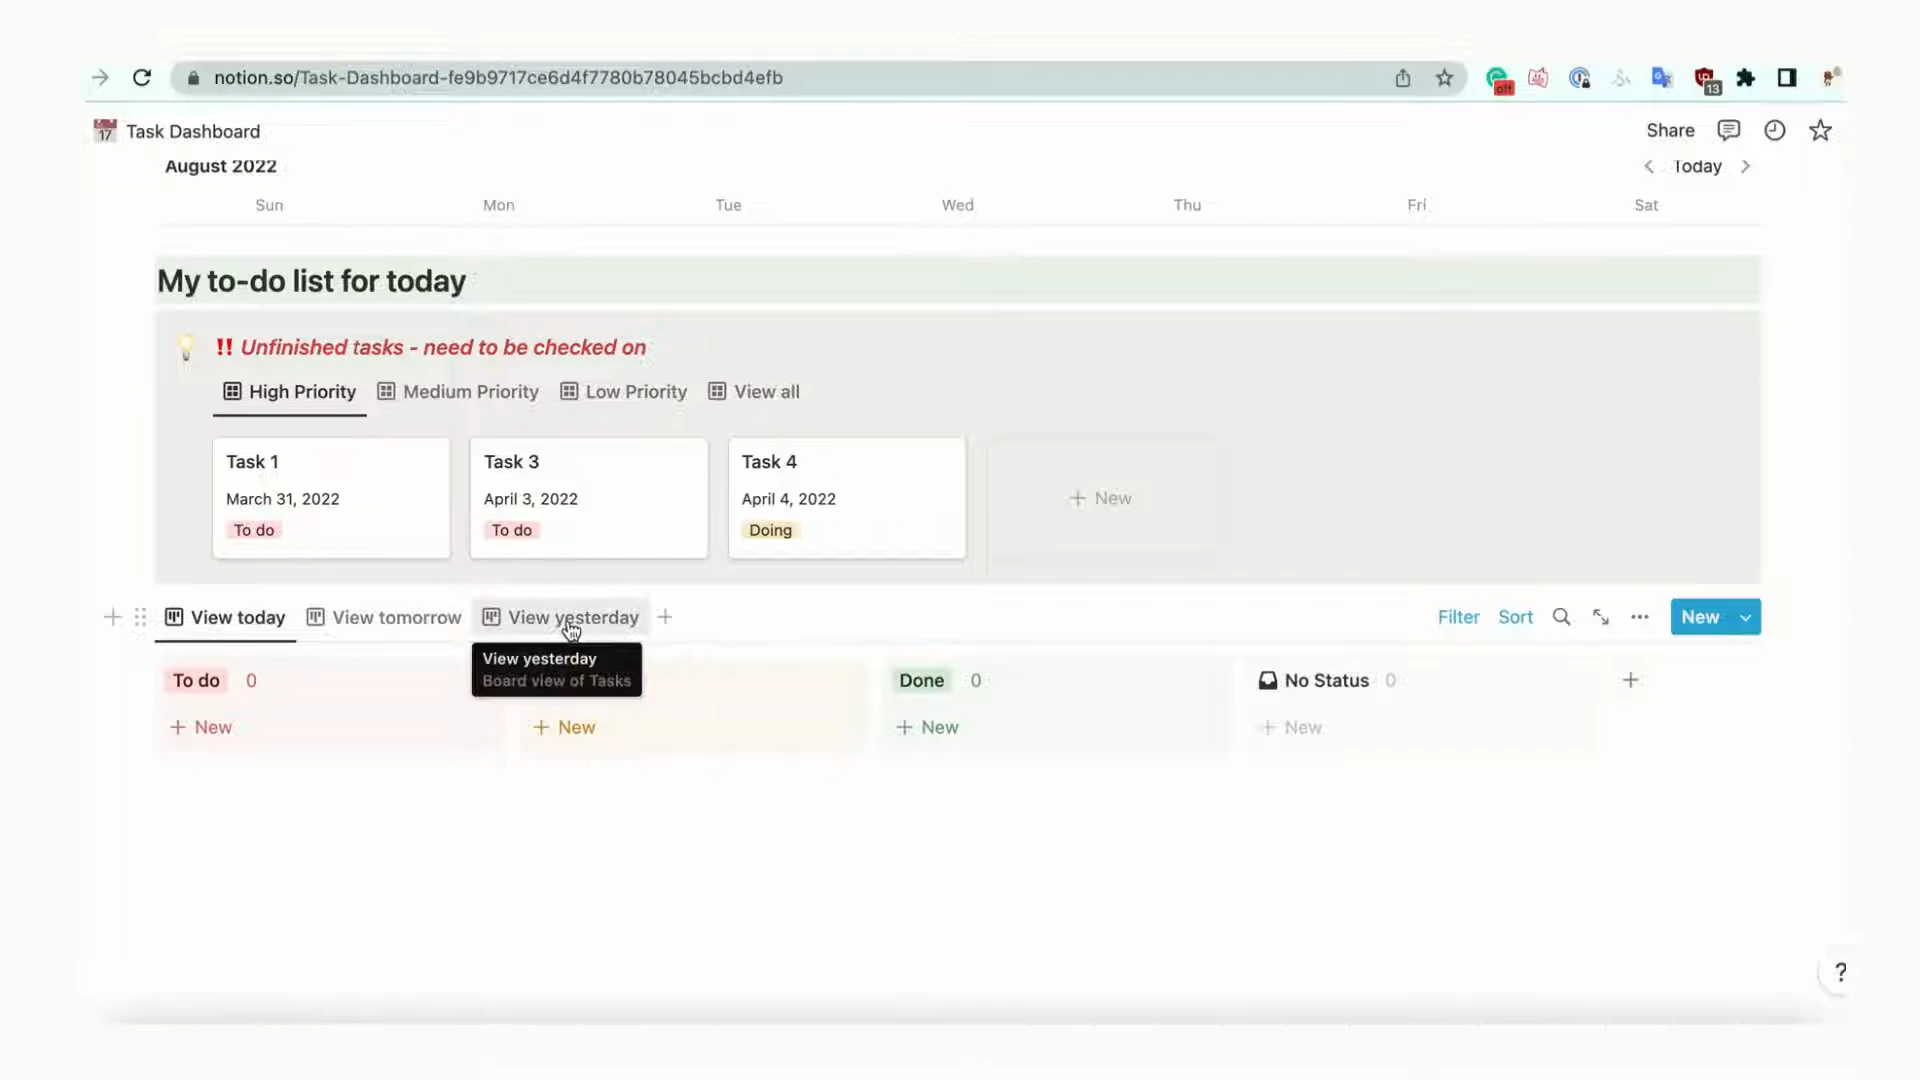 notion.so/Task-Dashboard-fe9b9717ce6d4f7780b78045bcbd4efb
off
13
17
Task Dashboard
Share
August 2022
Today
Sun Mon Tue Wed Thu Fri Sat
My to-do list for today
‼ Unfinished tasks - need to be checked on
High Priority Medium Priority Low Priority View all
Task 1
March 31, 2022
To do
Task 3
April 3, 2022
To do
Task 4
April 4, 2022
Doing
+ New
View today View tomorrow View yesterday
Filter Sort New
View yesterday
Board view of Tasks
To do 0
+ New
+ New
Done 0
+ New
No Status 0
+ New
?